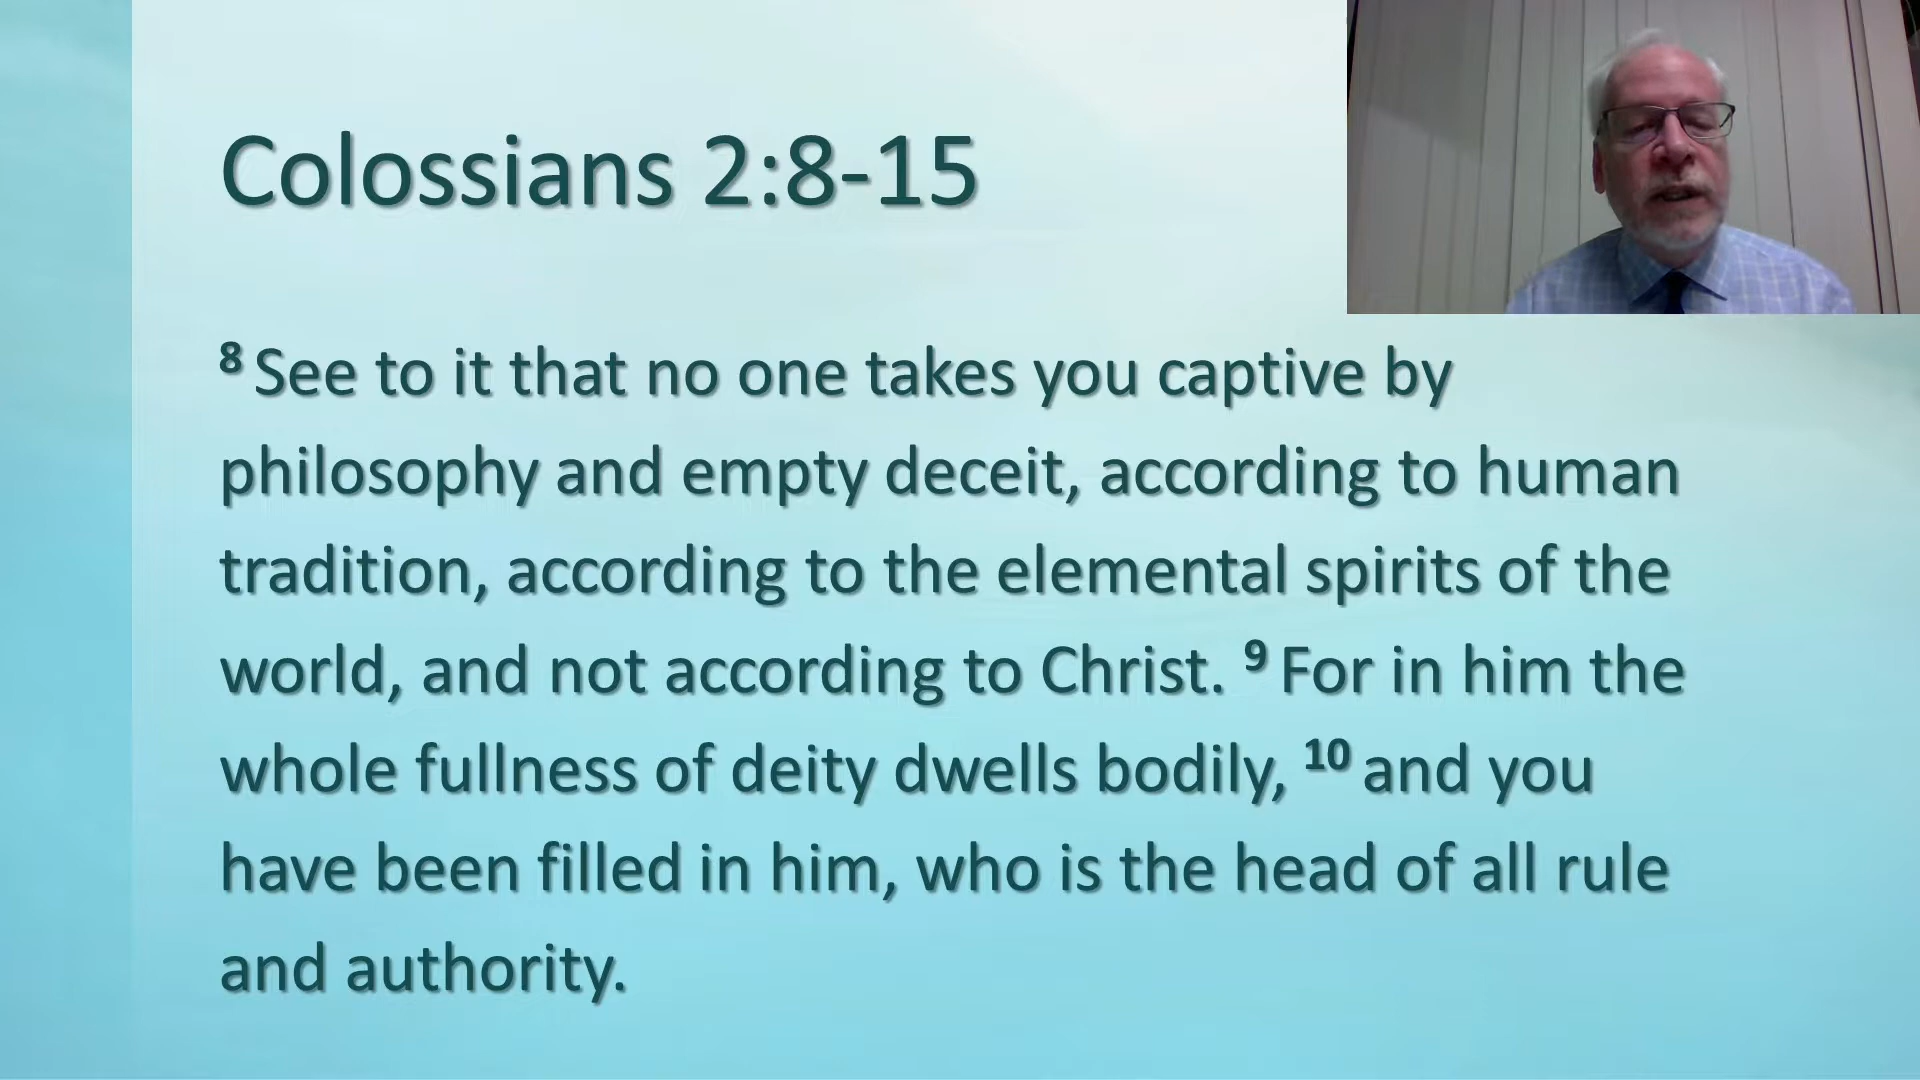 Colossians 2:8-15
8 See to it that no one takes you captive by
philosophy and empty deceit, according to human
tradition, according to the elemental spirits of the
world, and not according to Christ. 9 For in him the
whole fullness of deity dwells bodily, 10 and you
have been filled in him, who is the head of all rule
and authority.